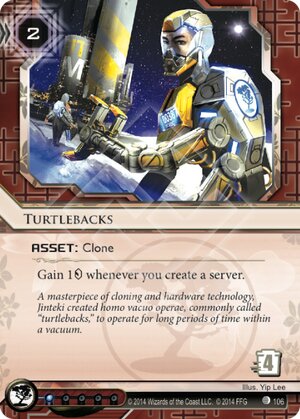 2
M
TURTLEBACKS
ASSET: Clone
Gain 1 whenever you create a server.
A masterpiece of cloning and hardware technology,
Jinteki created homo vacuo operae, commonly called
“turtlebacks,” to operate for long periods of time within
a vacuum.
4
Illus. Yip Lee
© 2014 Wizards of the Coast LLC. © 2014 FFG
106